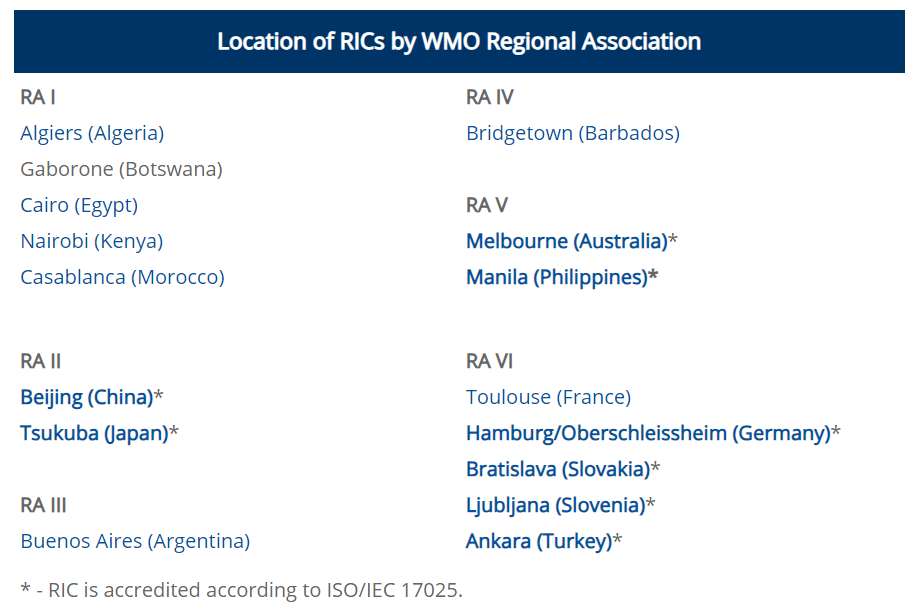 Location of RICs by WMO Regional Association
RA I
Algiers (Algeria)
Gaborone (Botswana)
Cairo (Egypt)
Nairobi (Kenya)
Casablanca (Morocco)
RA II
Beijing (China)*
Tsukuba (Japan)*
RA III
Buenos Aires (Argentina)
RA IV
Bridgetown (Barbados)
RA V
Melbourne (Australia)*
Manila (Philippines)*
RA VI
Toulouse (France)
Hamburg/Oberschleissheim (Germany)*
Bratislava (Slovakia)*
Ljubljana (Slovenia)*
Ankara (Turkey)*
* - RIC is accredited according to ISO/IEC 17025.